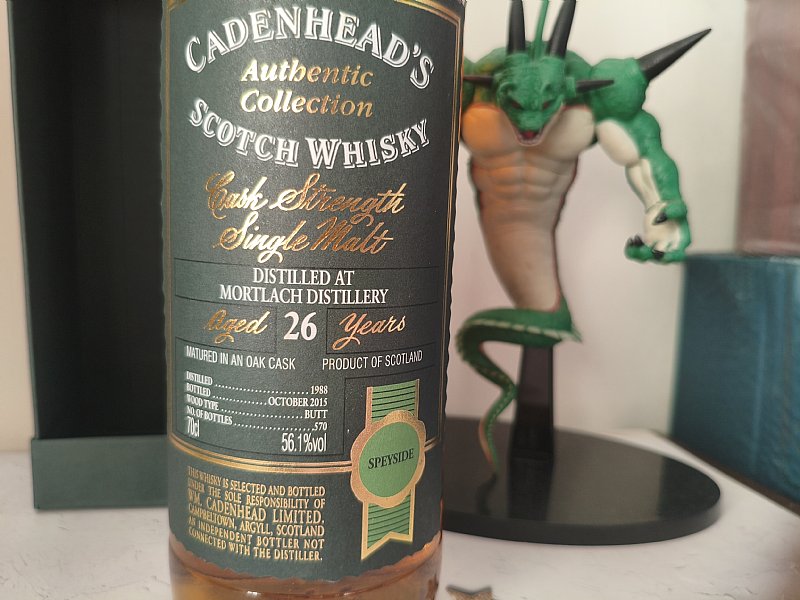 CADENHEAD'S
Authentic
Collection
SCOTCH WHISKY
Cask Strength
Single Malt
DISTILLED AT
MORTLACH DISTILLERY
Aged 26 Years
MATURED IN AN OAK CASK PRODUCT OF SCOTLAND
DISTILLED ........................ 1988
BOTTLED ............ OCTOBER 2015
WOOD TYPE .................... BUTT
NO. OF BOTTLES .................... 570
70cl 56.1%vol
SPEYSIDE
THIS WHISKY IS SELECTED AND BOTTLED
UNDER THE SOLE RESPONSIBILITY OF
WM. CADENHEAD LIMITED,
CAMPBELTOWN, ARGYLL, SCOTLAND
AN INDEPENDENT BOTTLER NOT
CONNECTED WITH THE DISTILLER.